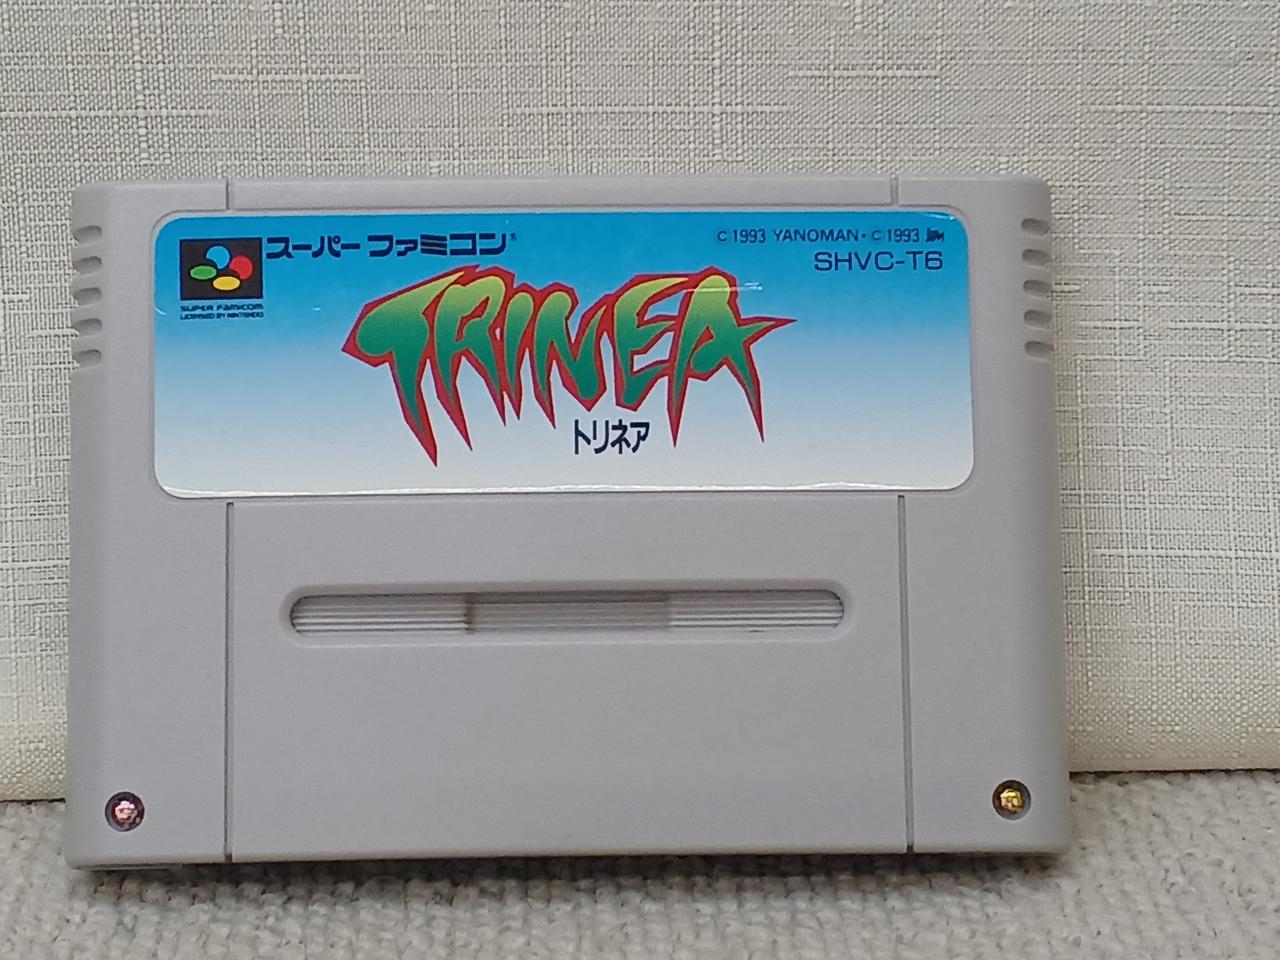 スーパーファミコン
© 1993 YANOMAN・© 1993
SHVC-T6
SUPER FAMICOM
LICENSED BY NINTENDO
TRINEA
トリネア